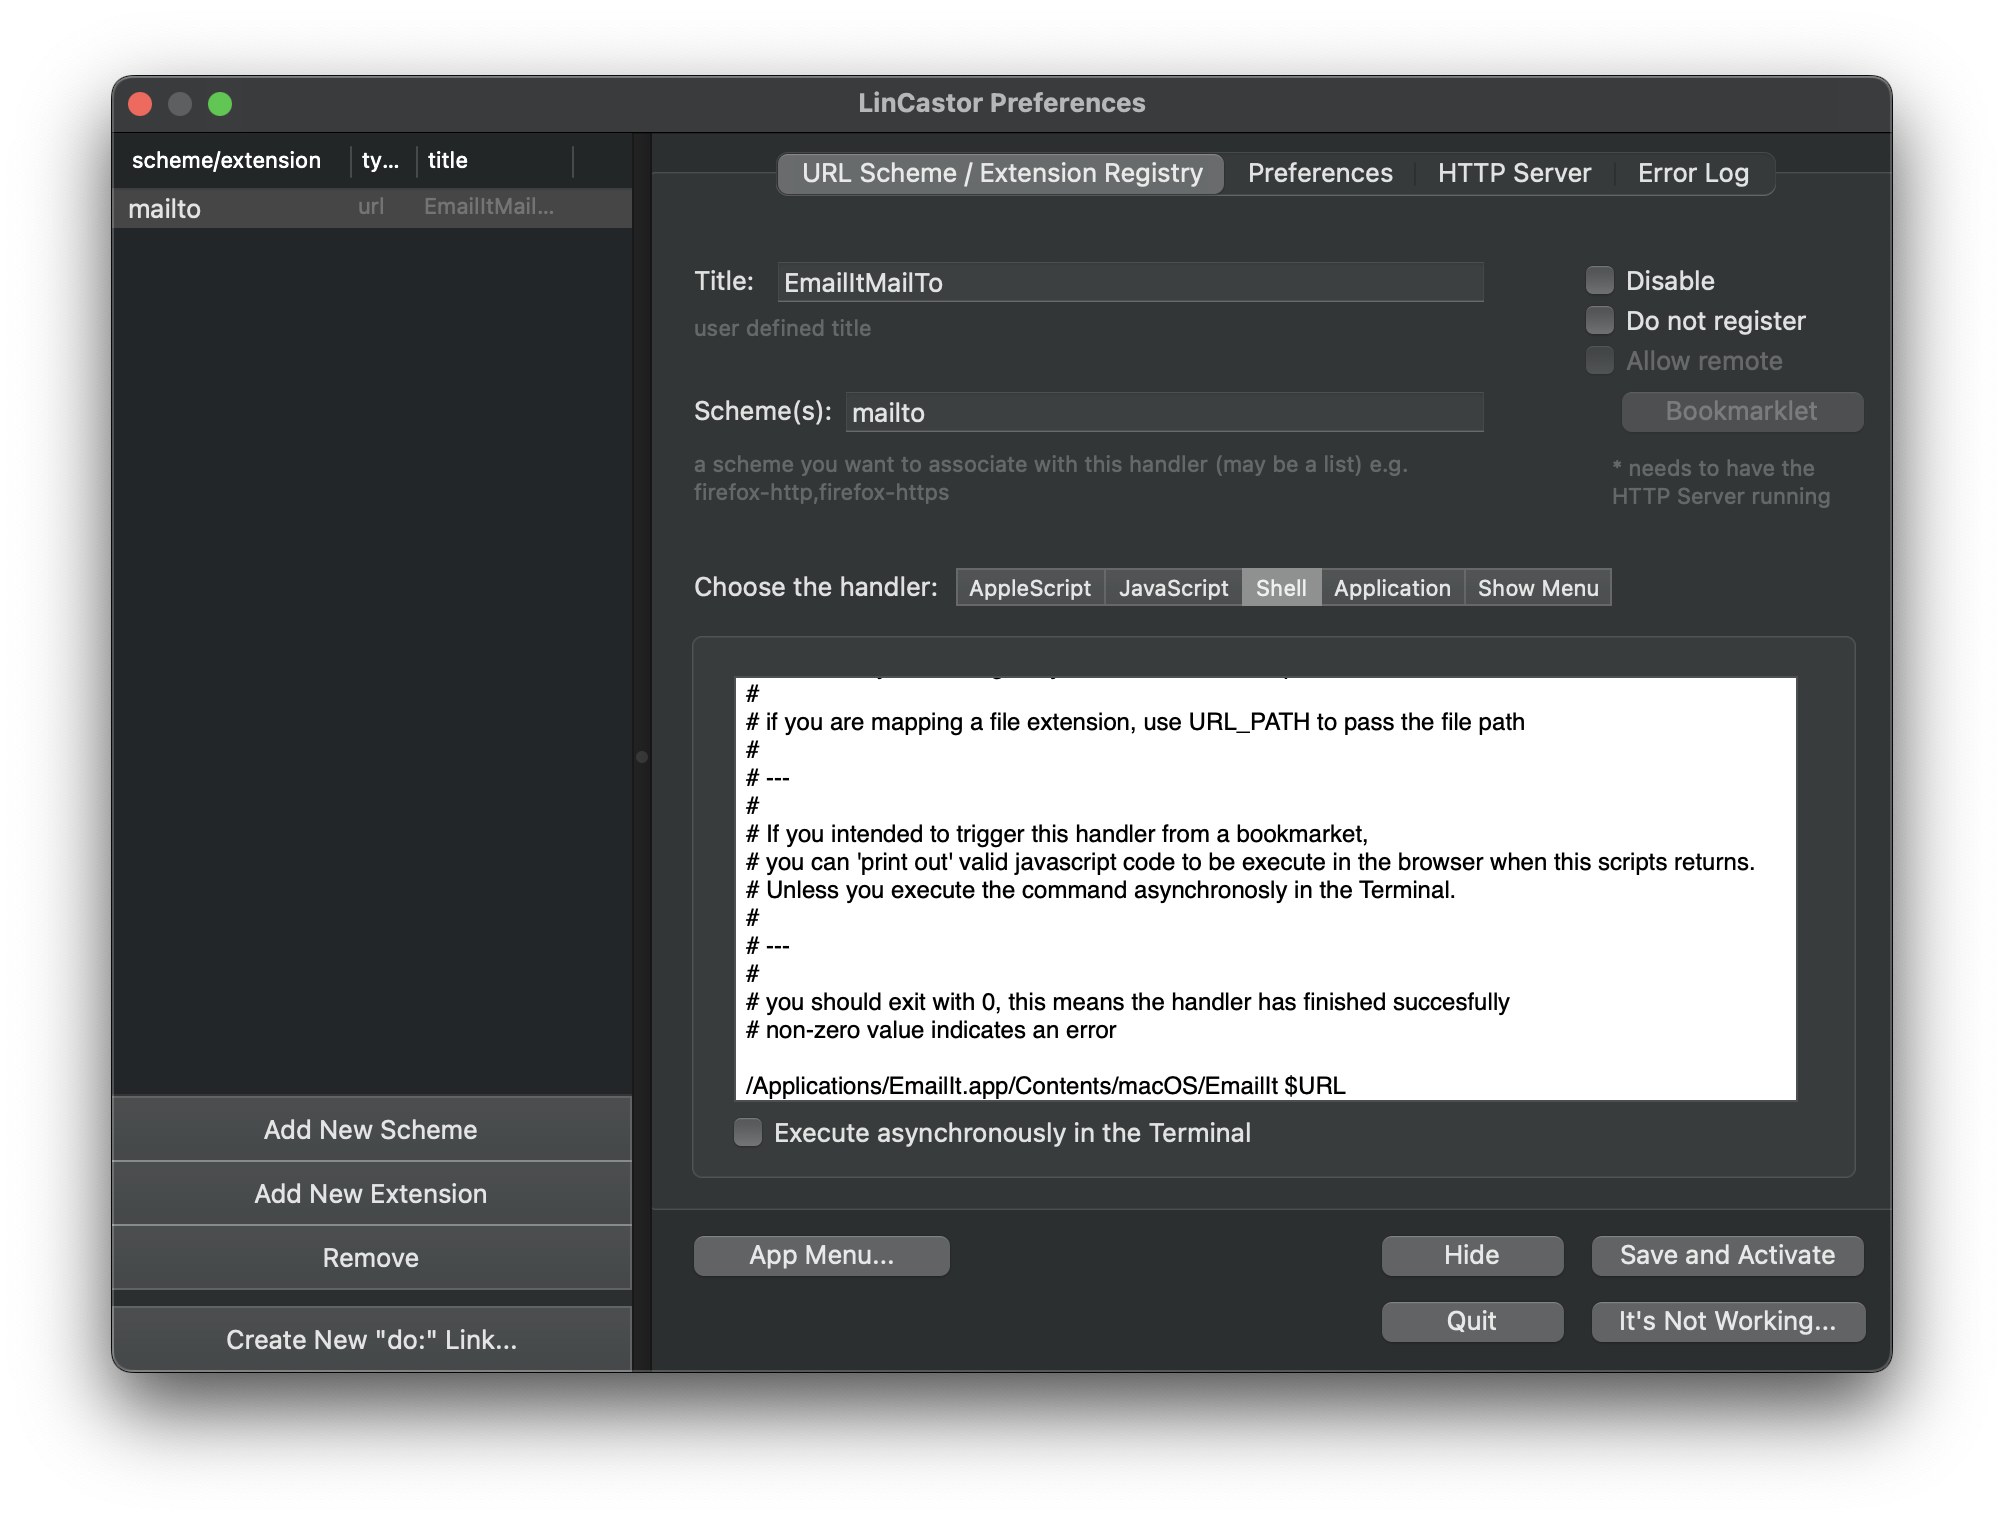 LinCastor Preferences
scheme/extension ty... title
mailto url EmailItMail...
Add New Scheme
Add New Extension
Remove
Create New "do:" Link...
URL Scheme / Extension Registry Preferences HTTP Server Error Log
Title: EmailItMailTo
user defined title
Disable
Do not register
Allow remote
Bookmarklet
* needs to have the
HTTP Server running
Scheme(s): mailto
a scheme you want to associate with this handler (may be a list) e.g.
firefox-http,firefox-https
Choose the handler: AppleScript JavaScript Shell Application Show Menu
#
# if you are mapping a file extension, use URL_PATH to pass the file path
#
# ---
#
# If you intended to trigger this handler from a bookmarket,
# you can 'print out' valid javascript code to be execute in the browser when this scripts returns.
# Unless you execute the command asynchronosly in the Terminal.
#
# ---
#
# you should exit with 0, this means the handler has finished succesfully
# non-zero value indicates an error
/Applications/EmailIt.app/Contents/macOS/EmailIt $URL
Execute asynchronously in the Terminal
App Menu... Hide Save and Activate
Quit It's Not Working...